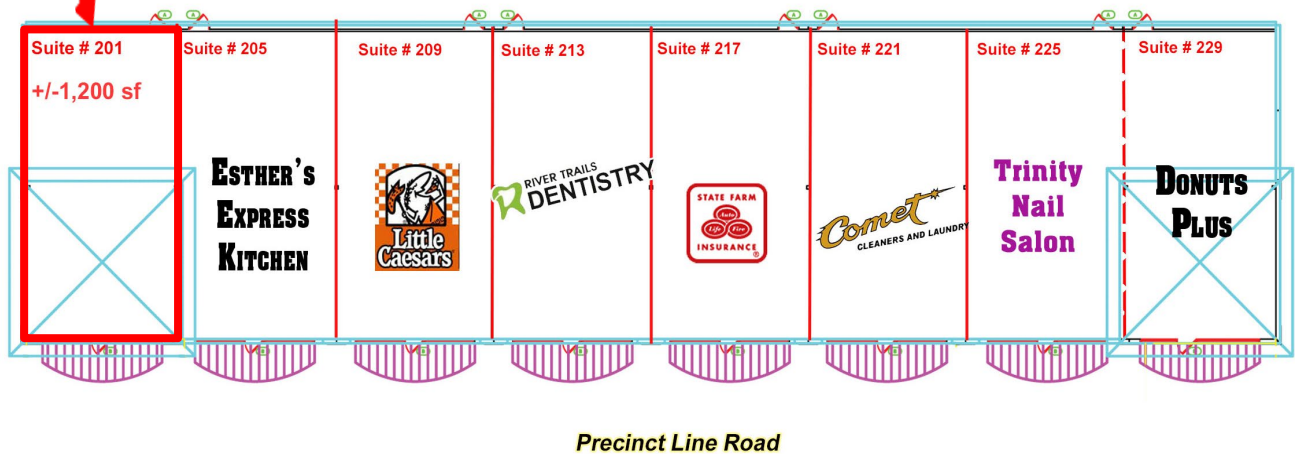 Suite # 201
Suite # 205
Suite # 209
Suite # 213
Suite # 217
Suite # 221
Suite # 225
Suite # 229
+/-1,200 sf
ESTHER'S
EXPRESS
KITCHEN
Little
Caesars
RIVER TRAILS
DENTISTRY
STATE FARM
Auto
Life Fire
INSURANCE
Comet
CLEANERS AND LAUNDRY
Trinity
Nail
Salon
DONUTS
PLUS
Precinct Line Road